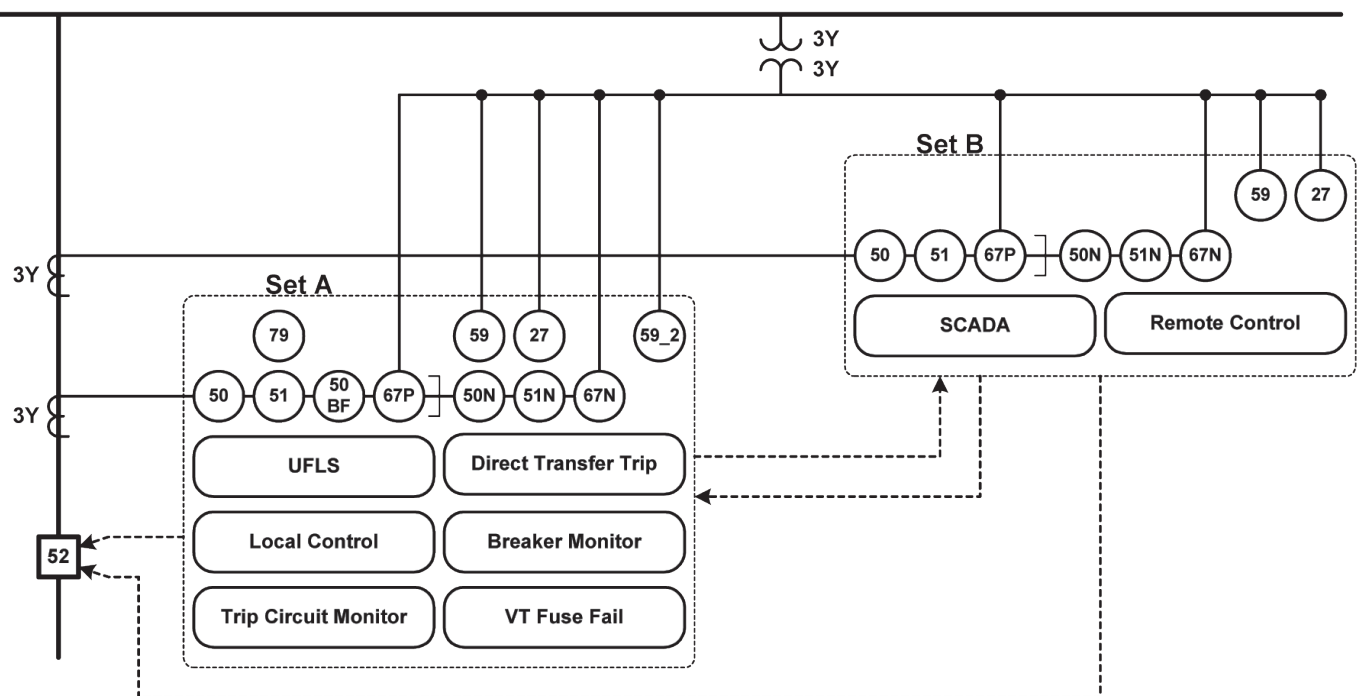 3Y
3Y
Set B
59
27
50
51
67P
50N
51N
67N
3Y
Set A
SCADA
Remote Control
79
59
27
59_2
3Y
50
51
50
BF
67P
50N
51N
67N
UFLS
Direct Transfer Trip
52
Local Control
Breaker Monitor
Trip Circuit Monitor
VT Fuse Fail